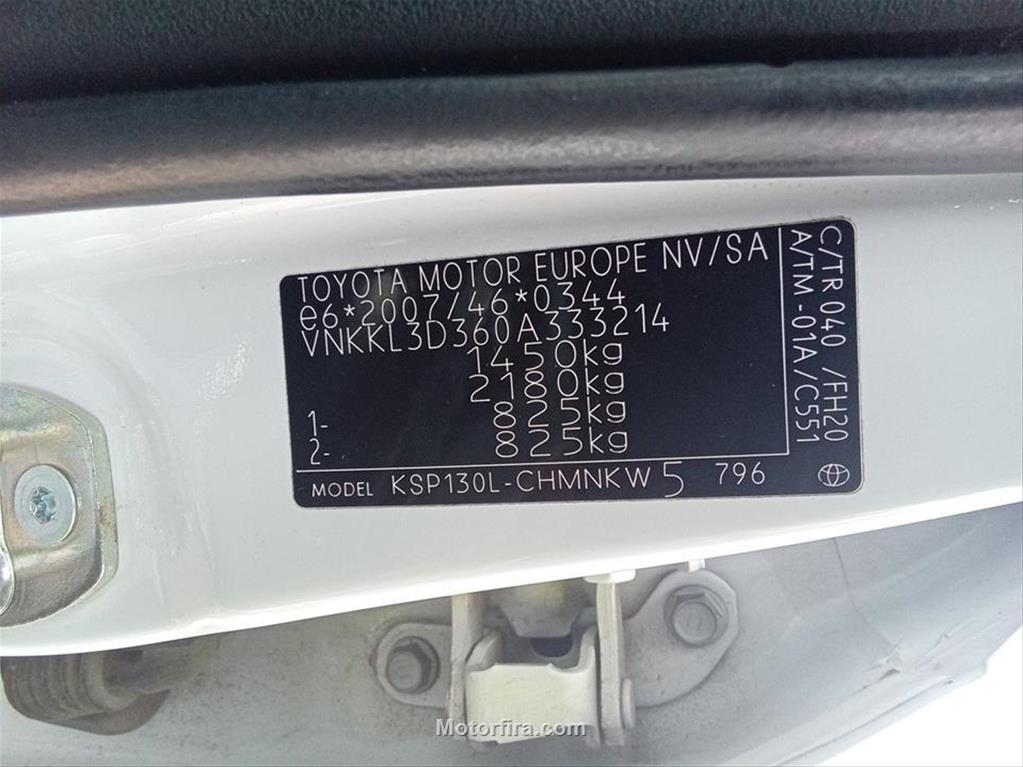 TOYOTA MOTOR EUROPE NV/SA
e6*2007/46*0344
VNKKL3D360A333214
1450kg
2180kg
1- 825kg
2- 825kg
MODEL KSP130L-CHMNKW 5 796
C/TR 040 /FH20
A/TM -01A/C551
Motorfira.com